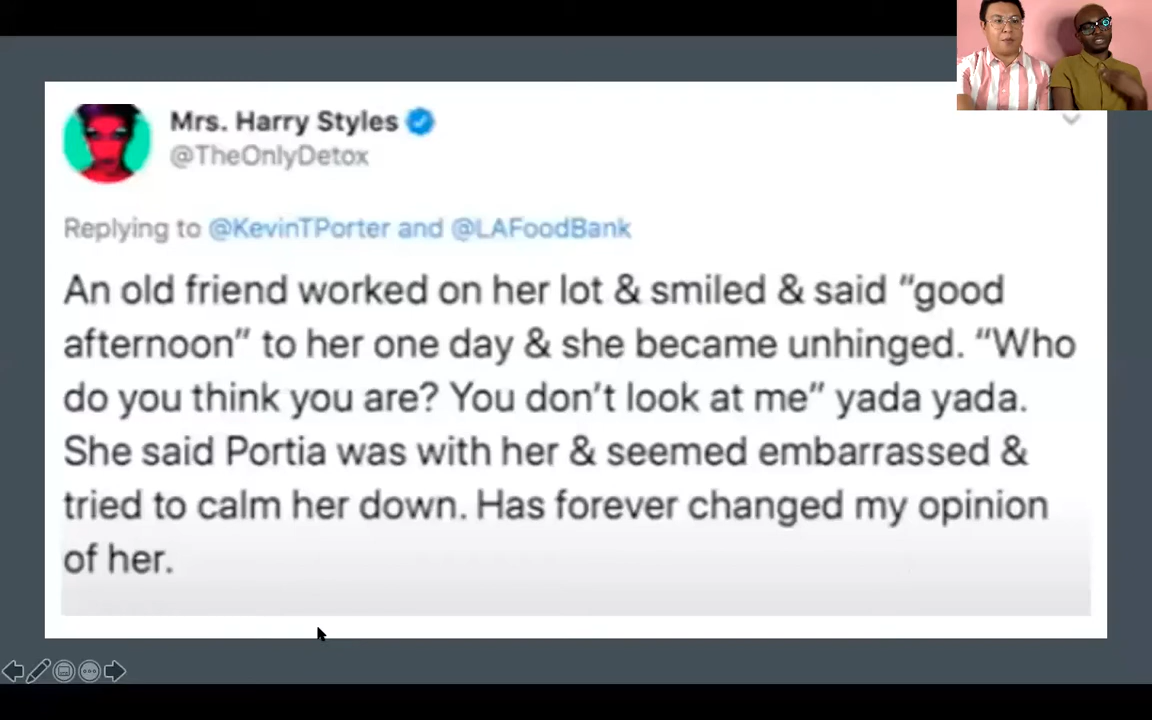 Mrs. Harry Styles
@TheOnlyDetox
Replying to @KevinTPorter and @LAFoodBank
An old friend worked on her lot & smiled & said “good
afternoon” to her one day & she became unhinged. “Who
do you think you are? You don’t look at me” yada yada.
She said Portia was with her & seemed embarrassed &
tried to calm her down. Has forever changed my opinion
of her.